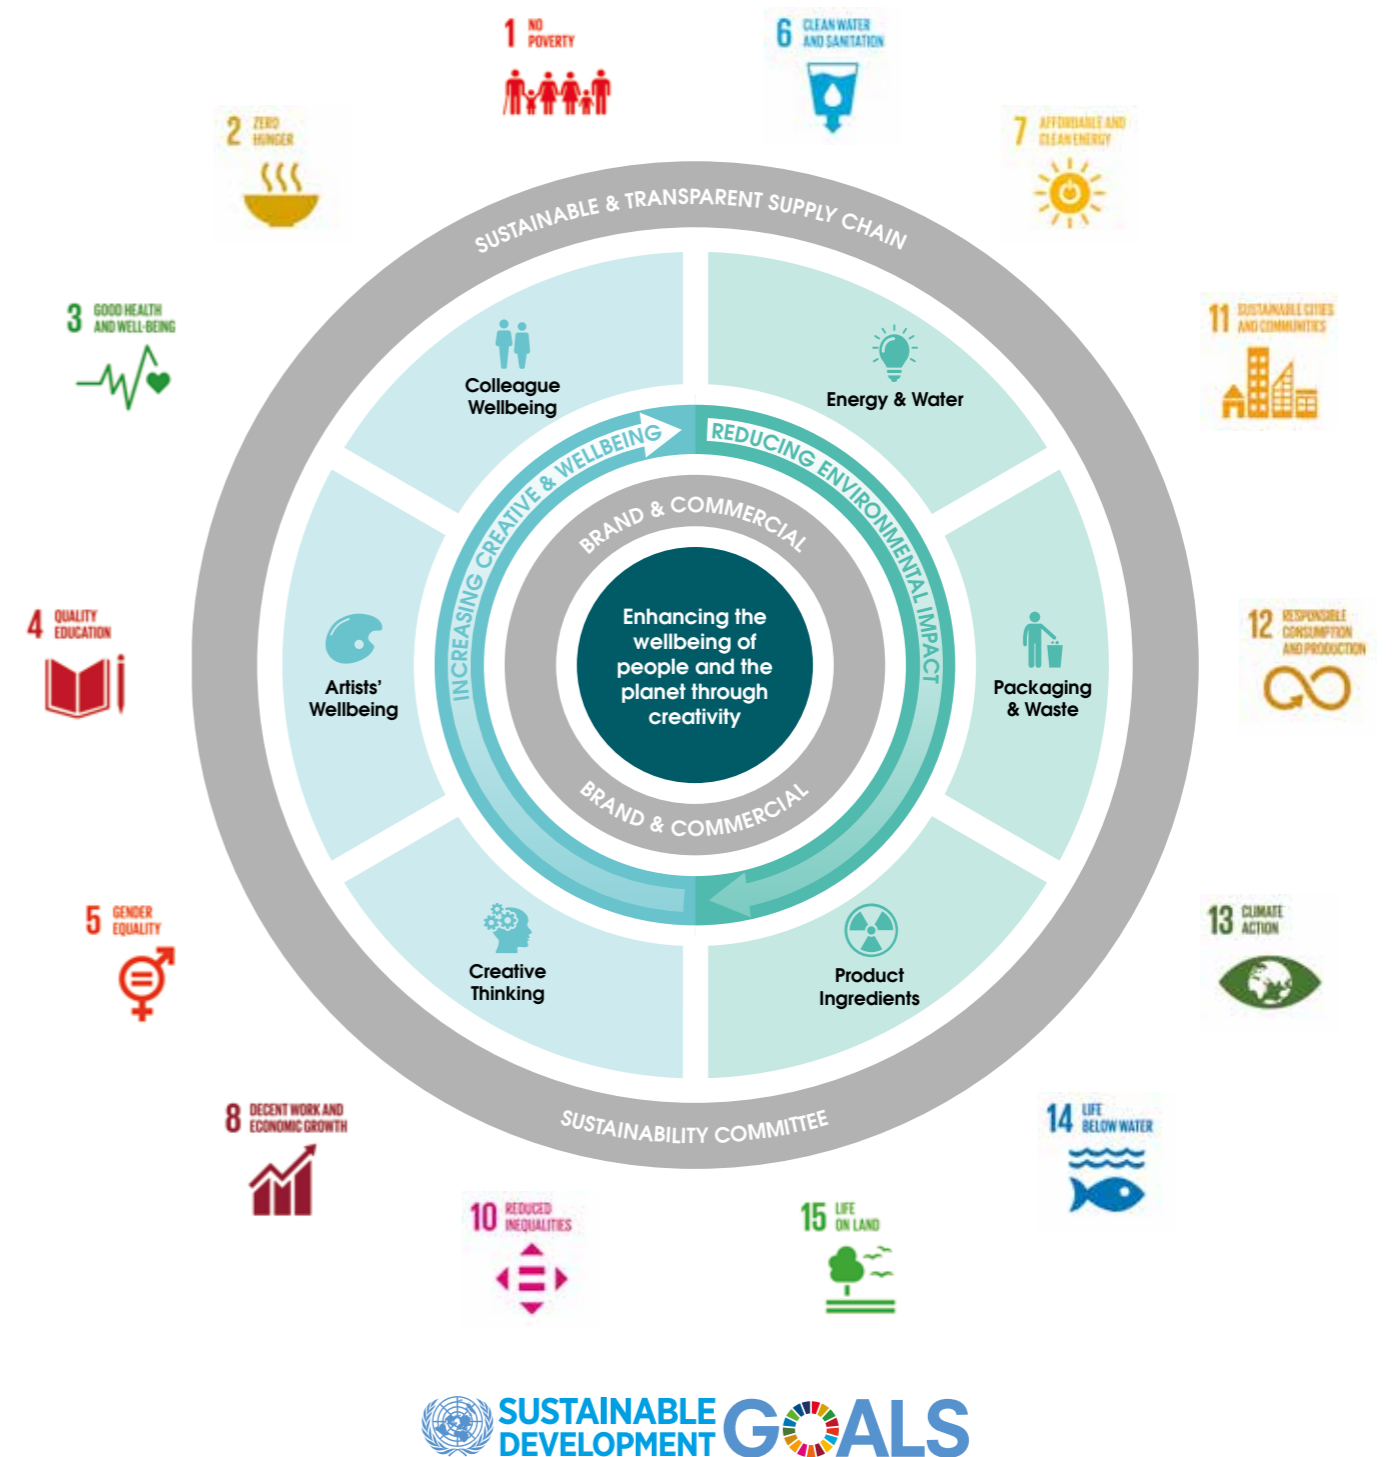 1 NO
POVERTY
6 CLEAN WATER
AND SANITATION
2 ZERO
HUNGER
7 AFFORDABLE AND
CLEAN ENERGY
3 GOOD HEALTH
AND WELL-BEING
11 SUSTAINABLE CITIES
AND COMMUNITIES
4 QUALITY
EDUCATION
12 RESPONSIBLE
CONSUMPTION
AND PRODUCTION
5 GENDER
EQUALITY
13 CLIMATE
ACTION
8 DECENT WORK AND
ECONOMIC GROWTH
14 LIFE
BELOW WATER
10 REDUCED
INEQUALITIES
15 LIFE
ON LAND
SUSTAINABLE & TRANSPARENT SUPPLY CHAIN
Colleague
Wellbeing
Energy & Water
Artists’
Wellbeing
Packaging
& Waste
Creative
Thinking
Product
Ingredients
INCREASING CREATIVE & WELLBEING
REDUCING ENVIRONMENTAL IMPACT
BRAND & COMMERCIAL
Enhancing the
wellbeing of
people and the
planet through
creativity
BRAND & COMMERCIAL
SUSTAINABILITY COMMITTEE
SUSTAINABLE
DEVELOPMENT
GOALS